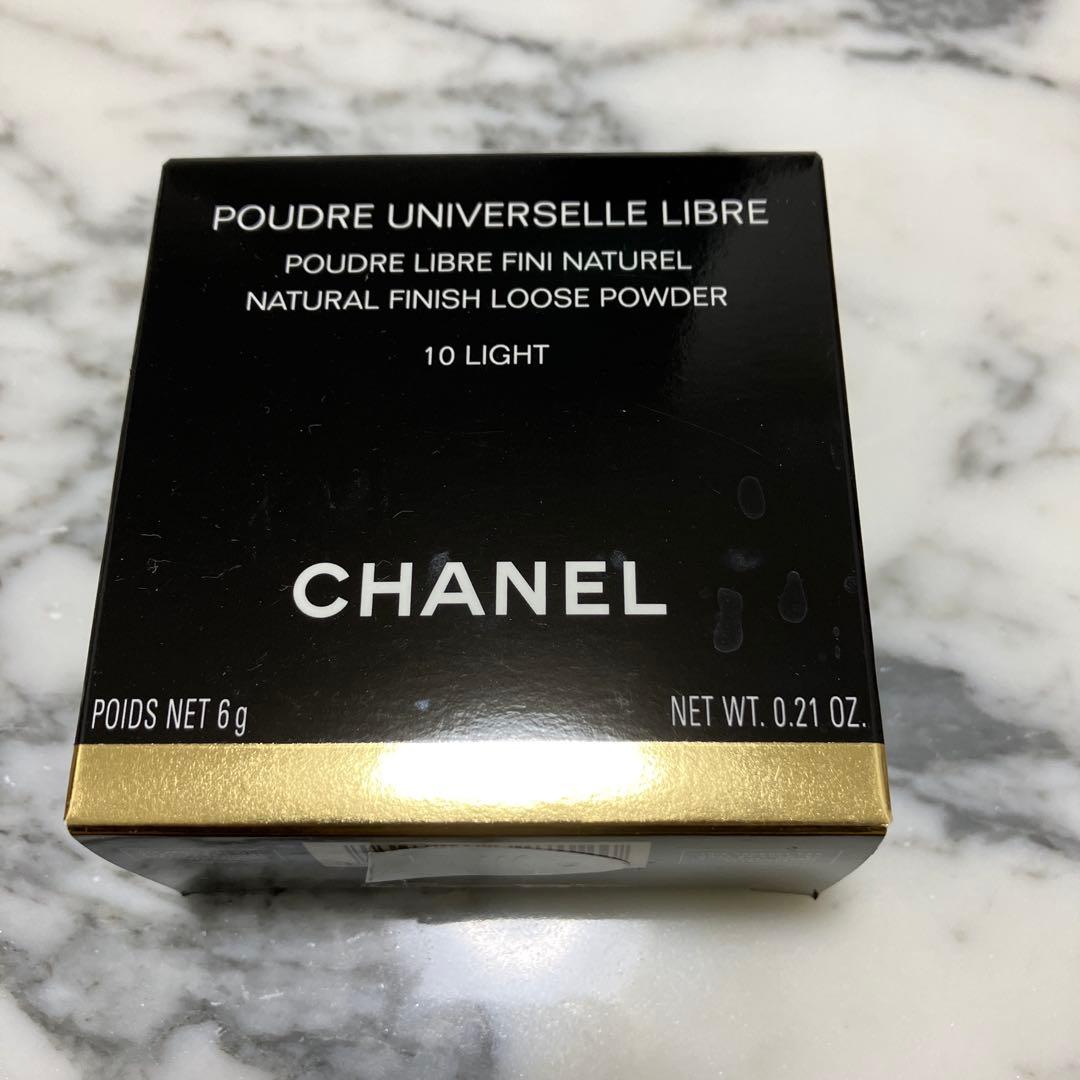 POUDRE UNIVERSELLE LIBRE
POUDRE LIBRE FINI NATUREL
NATURAL FINISH LOOSE POWDER
10 LIGHT
CHANEL
POIDS NET 6 g
NET WT. 0.21 OZ.